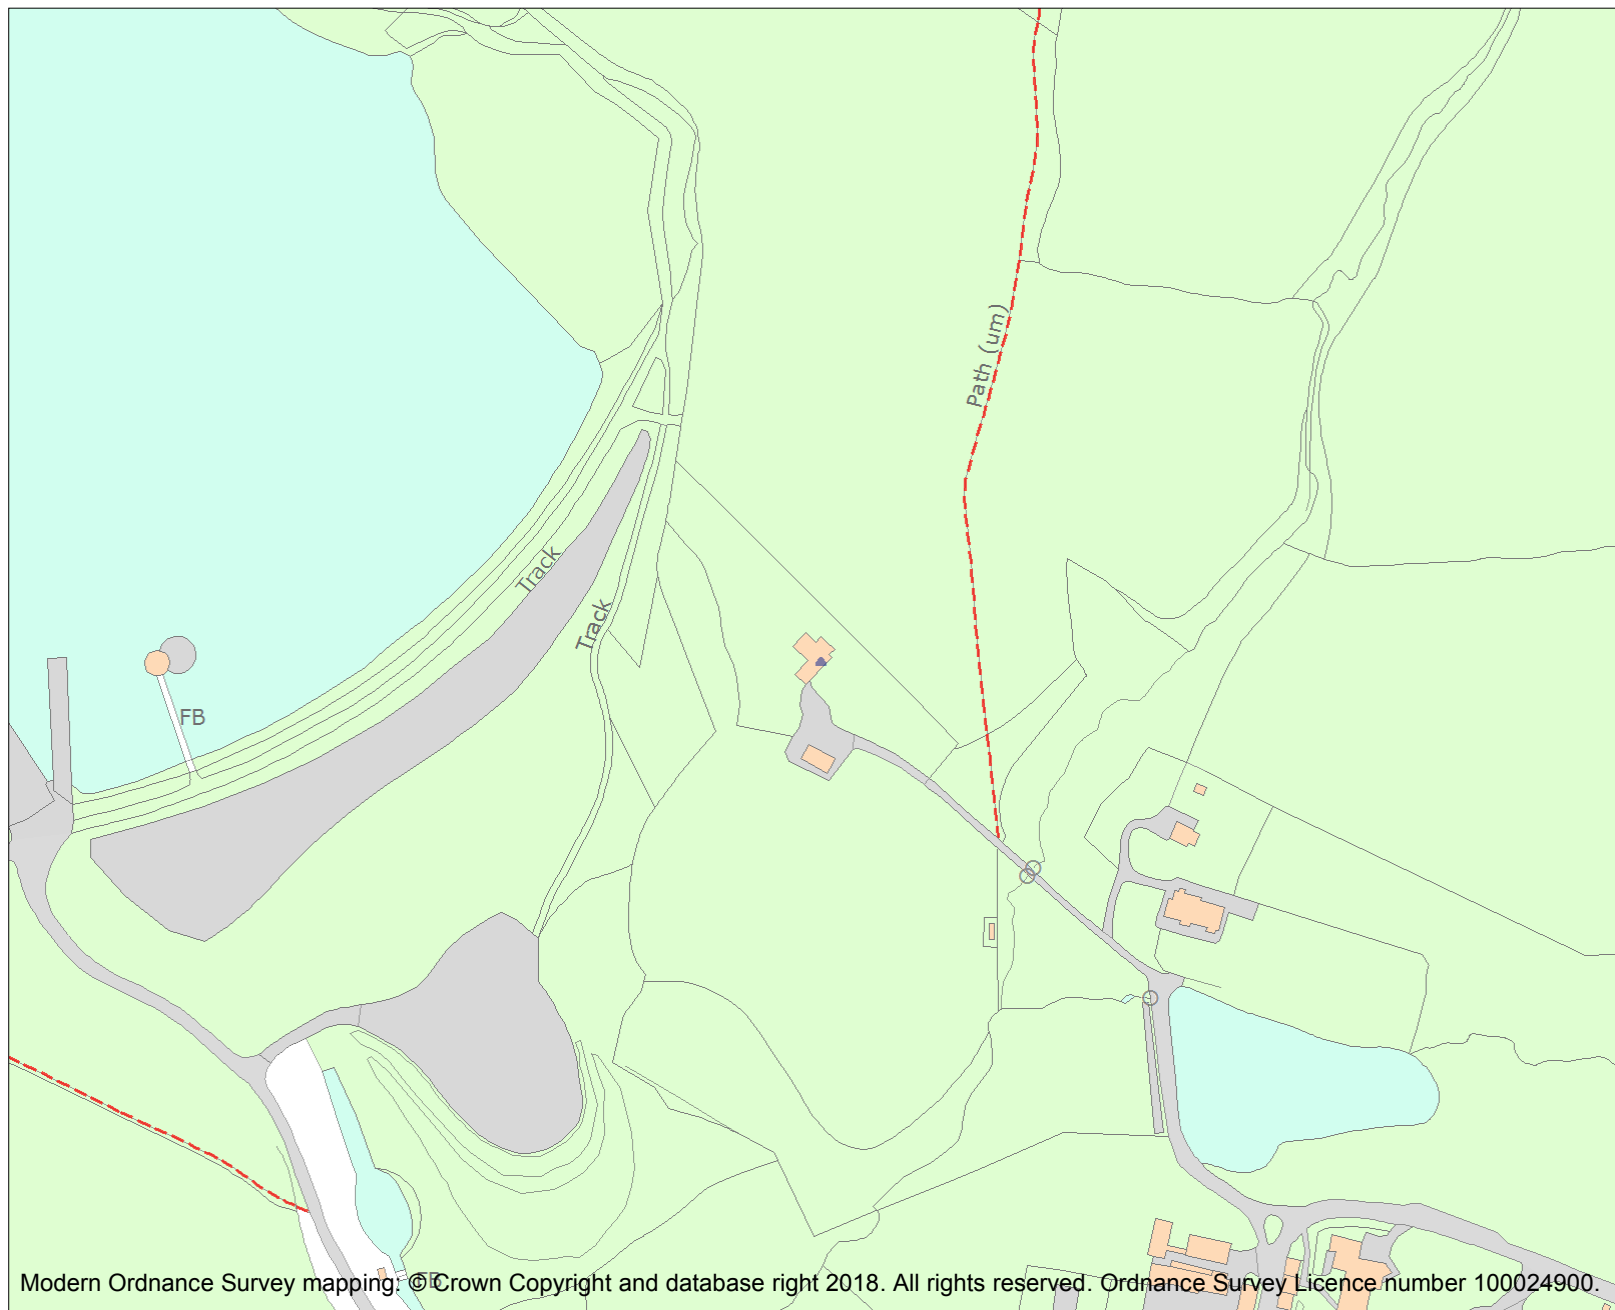 Path (um)
Track
Track
FB
FB
Modern Ordnance Survey mapping: © Crown Copyright and database right 2018. All rights reserved. Ordnance Survey Licence number 100024900.